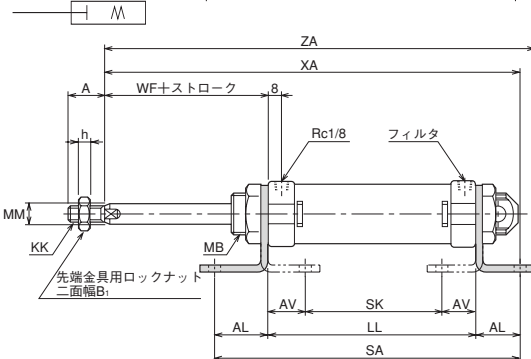 ZA
XA
A
WF＋ストローク
8
h
Rc1/8
フィルタ
MM
KK
MB
先端金具用ロックナット
二面幅B₁
AV
SK
AV
AL
LL
AL
SA